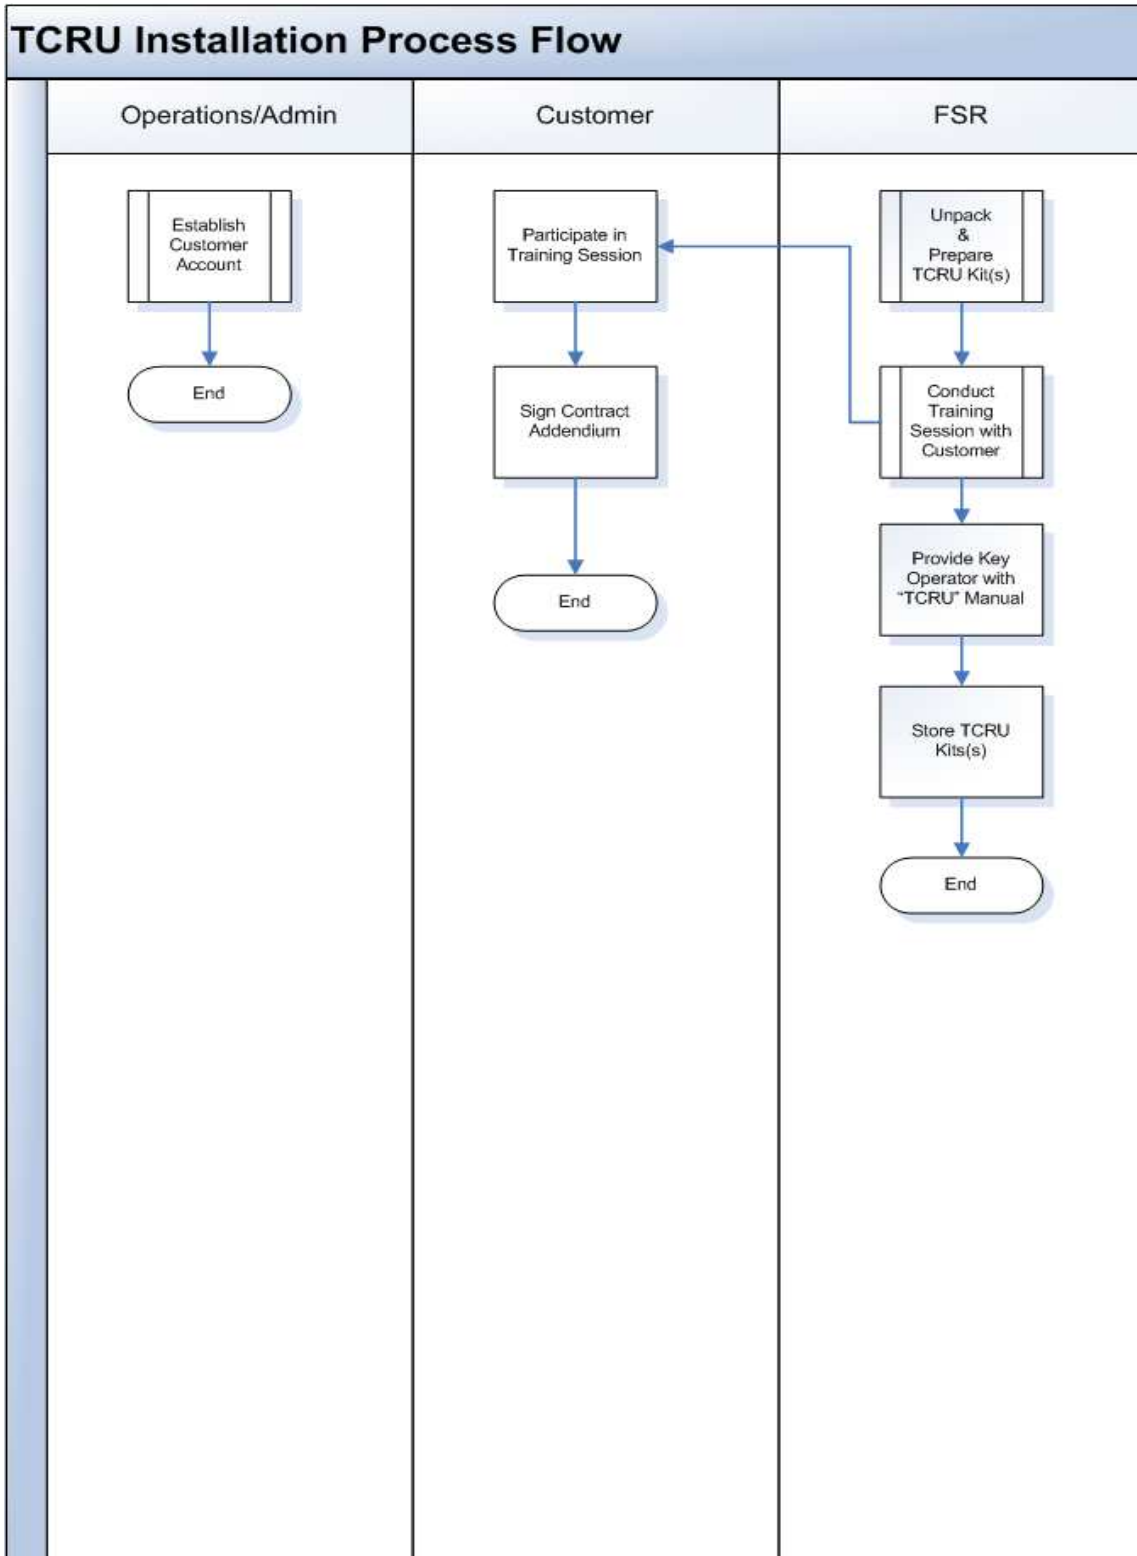 TCRU Installation Process Flow
Operations/Admin
Customer
FSR
Establish
Customer
Account
End
Participate in
Training Session
Sign Contract
Addendium
End
Unpack
&
Prepare
TCRU Kit(s)
Conduct
Training
Session with
Customer
Provide Key
Operator with
“TCRU” Manual
Store TCRU
Kits(s)
End